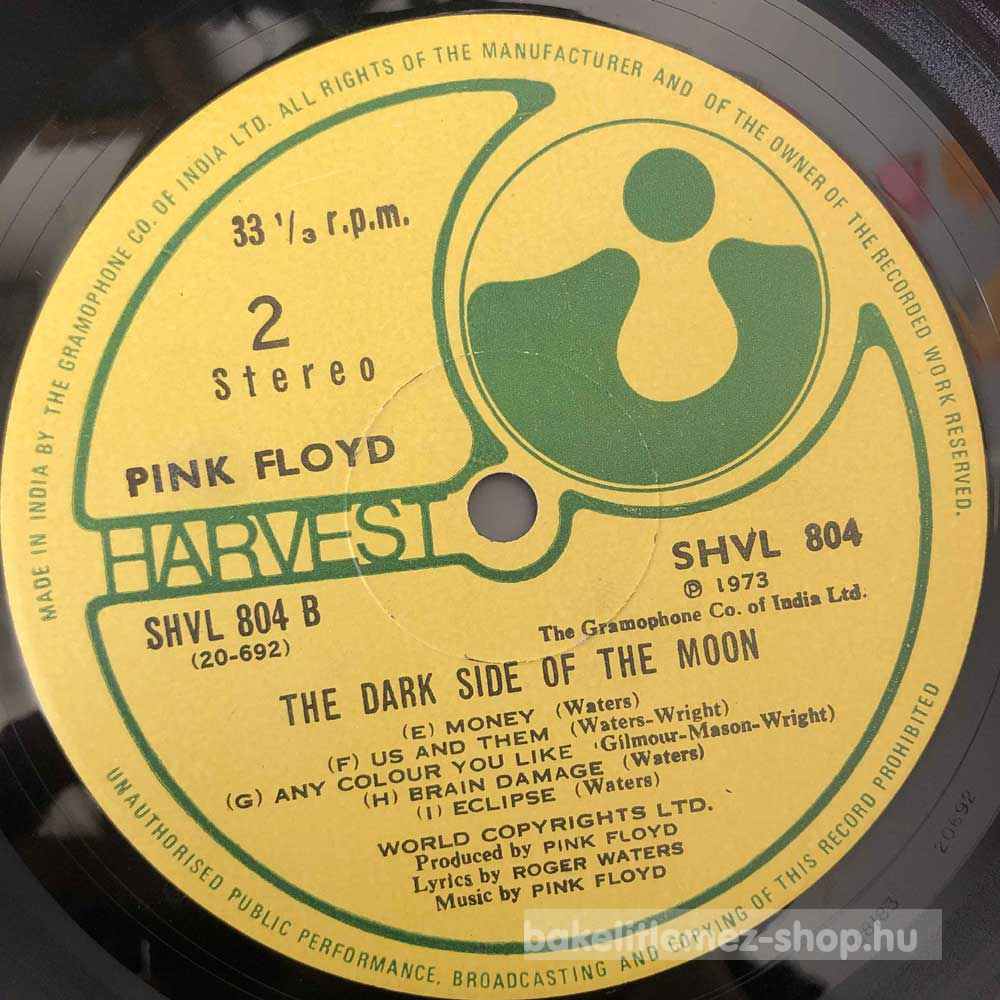 MADE IN INDIA BY THE GRAMOPHONE CO. OF INDIA LTD. ALL RIGHTS OF THE MANUFACTURER AND OF THE OWNER OF THE RECORDED WORK RESERVED.
33 1/3 r.p.m.
2
Stereo
PINK FLOYD
HARVEST
SHVL 804
Ⓟ 1973
The Gramophone Co. of India Ltd.
SHVL 804 B
(20-692)
THE DARK SIDE OF THE MOON
(E) MONEY (Waters)
(F) US AND THEM (Waters-Wright)
(G) ANY COLOUR YOU LIKE 'Gilmour-Mason-Wright)
(H) BRAIN DAMAGE (Waters)
(I) ECLIPSE (Waters)
WORLD COPYRIGHTS LTD.
Produced by PINK FLOYD
Lyrics by ROGER WATERS
Music by PINK FLOYD
UNAUTHORISED PUBLIC PERFORMANCE, BROADCASTING AND COPYING OF THIS RECORD PROHIBITED
20692
bakelitlemez-shop.hu